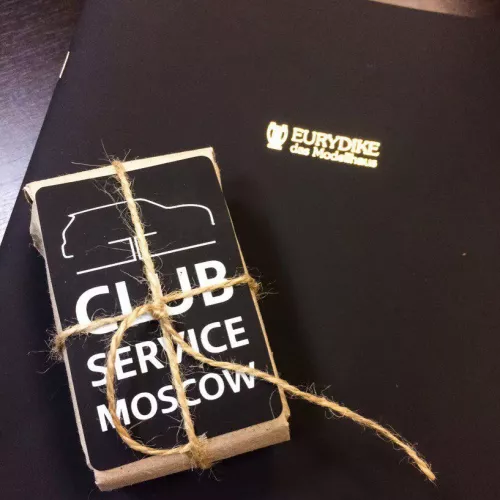 EURYDIKE
das Modellhaus
CLUB
SERVICE
MOSCOW